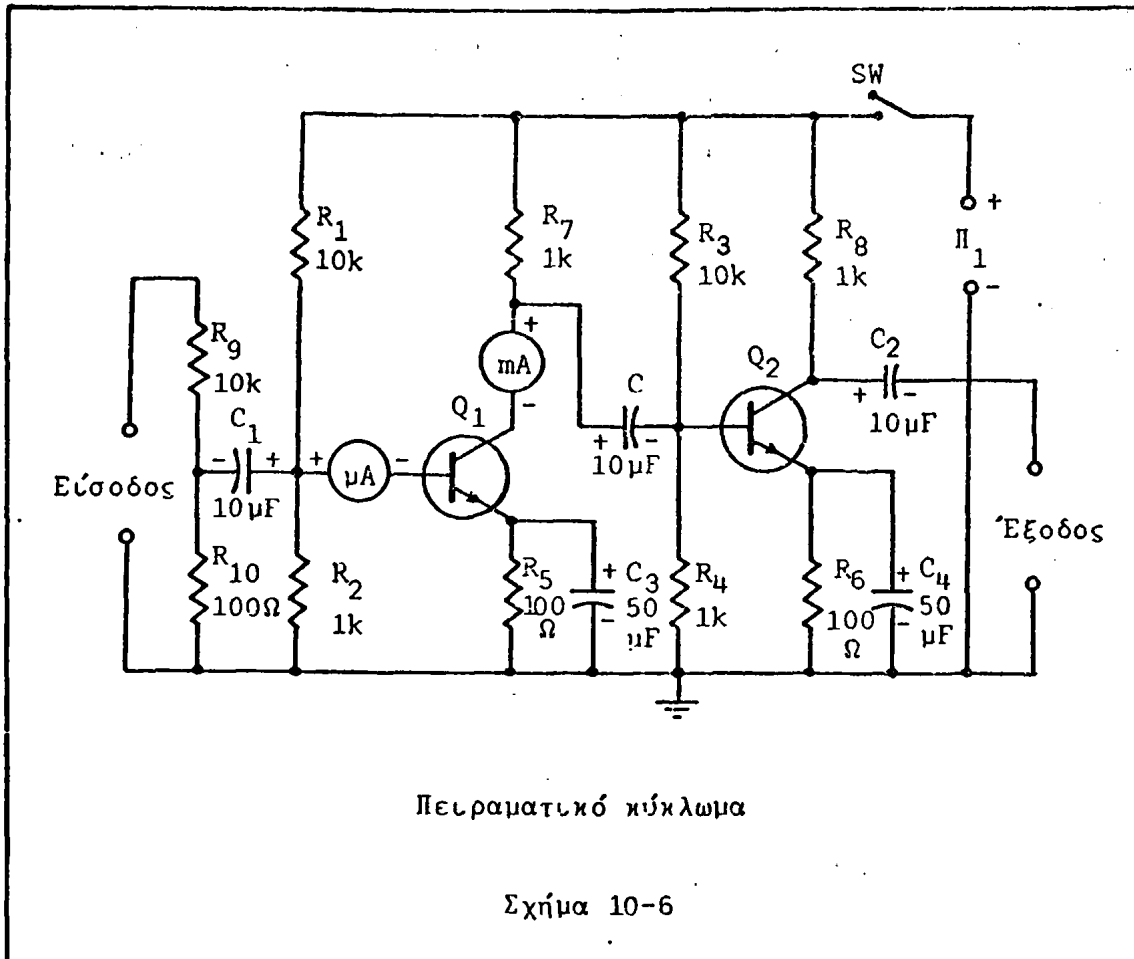 SW
R1
10k
R7
1k
R3
10k
R8
1k
+
Π1
-
R9
10k
C1
- +
10μF
+
μA
-
Q1
+
mA
-
C
+ -
10μF
Q2
C2
+ -
10μF
Είσοδος
Έξοδος
R10
100Ω
R2
1k
R5
100
Ω
+
C3
50
μF
-
R4
1k
R6
100
Ω
+
C4
50
μF
-
Πειραματικό κύκλωμα
Σχήμα 10-6